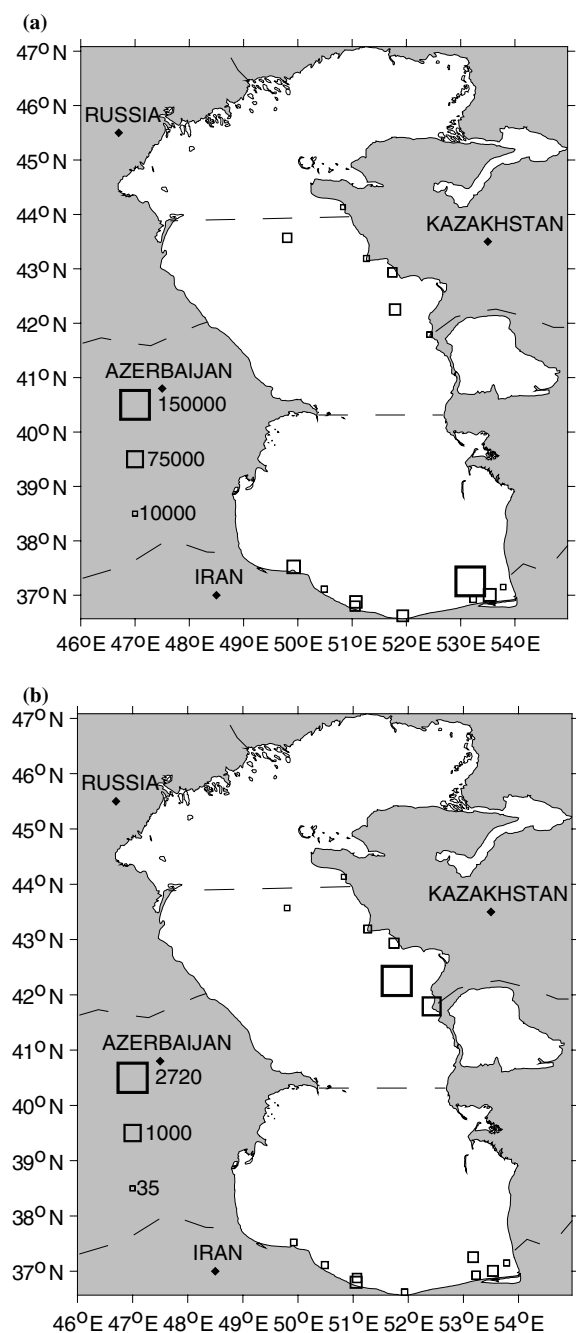 (a)
47° N
46° N
RUSSIA
45° N
44° N
KAZAKHSTAN
43° N
42° N
41° N
AZERBAIJAN
150000
40° N
75000
39° N
10000
38° N
37° N
IRAN
46°E 47°E 48°E 49°E 50°E 51°E 52°E 53°E 54°E
(b)
47° N
46° N
RUSSIA
45° N
44° N
KAZAKHSTAN
43° N
42° N
41° N
AZERBAIJAN
2720
40° N
1000
39° N
35
38° N
37° N
IRAN
46°E 47°E 48°E 49°E 50°E 51°E 52°E 53°E 54°E